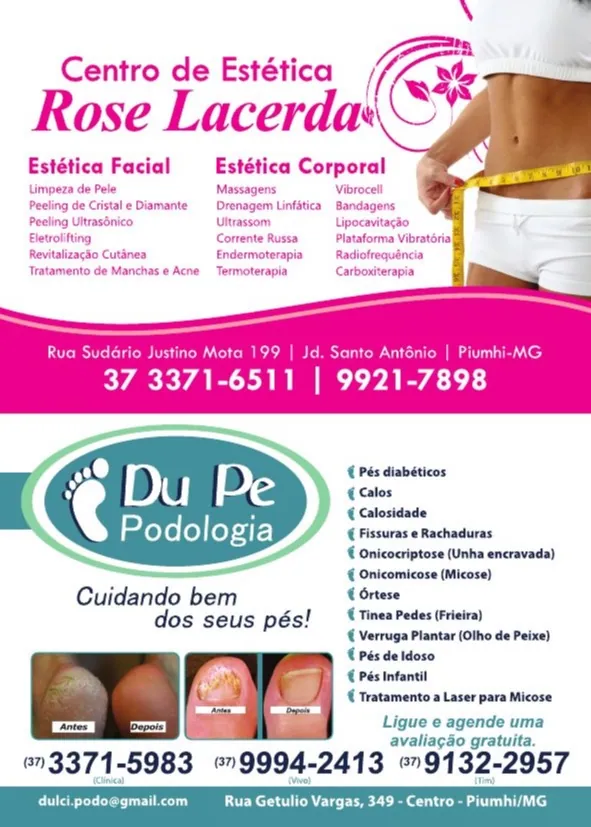 Centro de Estética
Rose Lacerda
Estética Facial
Limpeza de Pele
Peeling de Cristal e Diamante
Peeling Ultrasônico
Eletrolifting
Revitalização Cutânea
Tratamento de Manchas e Acne
Estética Corporal
Massagens
Drenagem Linfática
Ultrassom
Corrente Russa
Endermoterapia
Termoterapia
Vibrocell
Bandagens
Lipocavitação
Plataforma Vibratória
Radiofrequência
Carboxiterapia
Rua Sudário Justino Mota 199 | Jd. Santo Antônio | Piumhi-MG
37 3371-6511 | 9921-7898
Du Pe
Podologia
Cuidando bem
dos seus pés!
Antes
Depois
Antes
Depois
Pés diabéticos
Calos
Calosidade
Fissuras e Rachaduras
Onicocriptose (Unha encravada)
Onicomicose (Micose)
Órtese
Tinea Pedes (Frieira)
Verruga Plantar (Olho de Peixe)
Pés de Idoso
Pés Infantil
Tratamento a Laser para Micose
Ligue e agende uma
avaliação gratuita.
(37) 3371-5983 (37) 9994-2413 (37) 9132-2957
(Clínica) (Vivo) (Tim)
dulci.podo@gmail.com Rua Getulio Vargas, 349 - Centro - Piumhi/MG